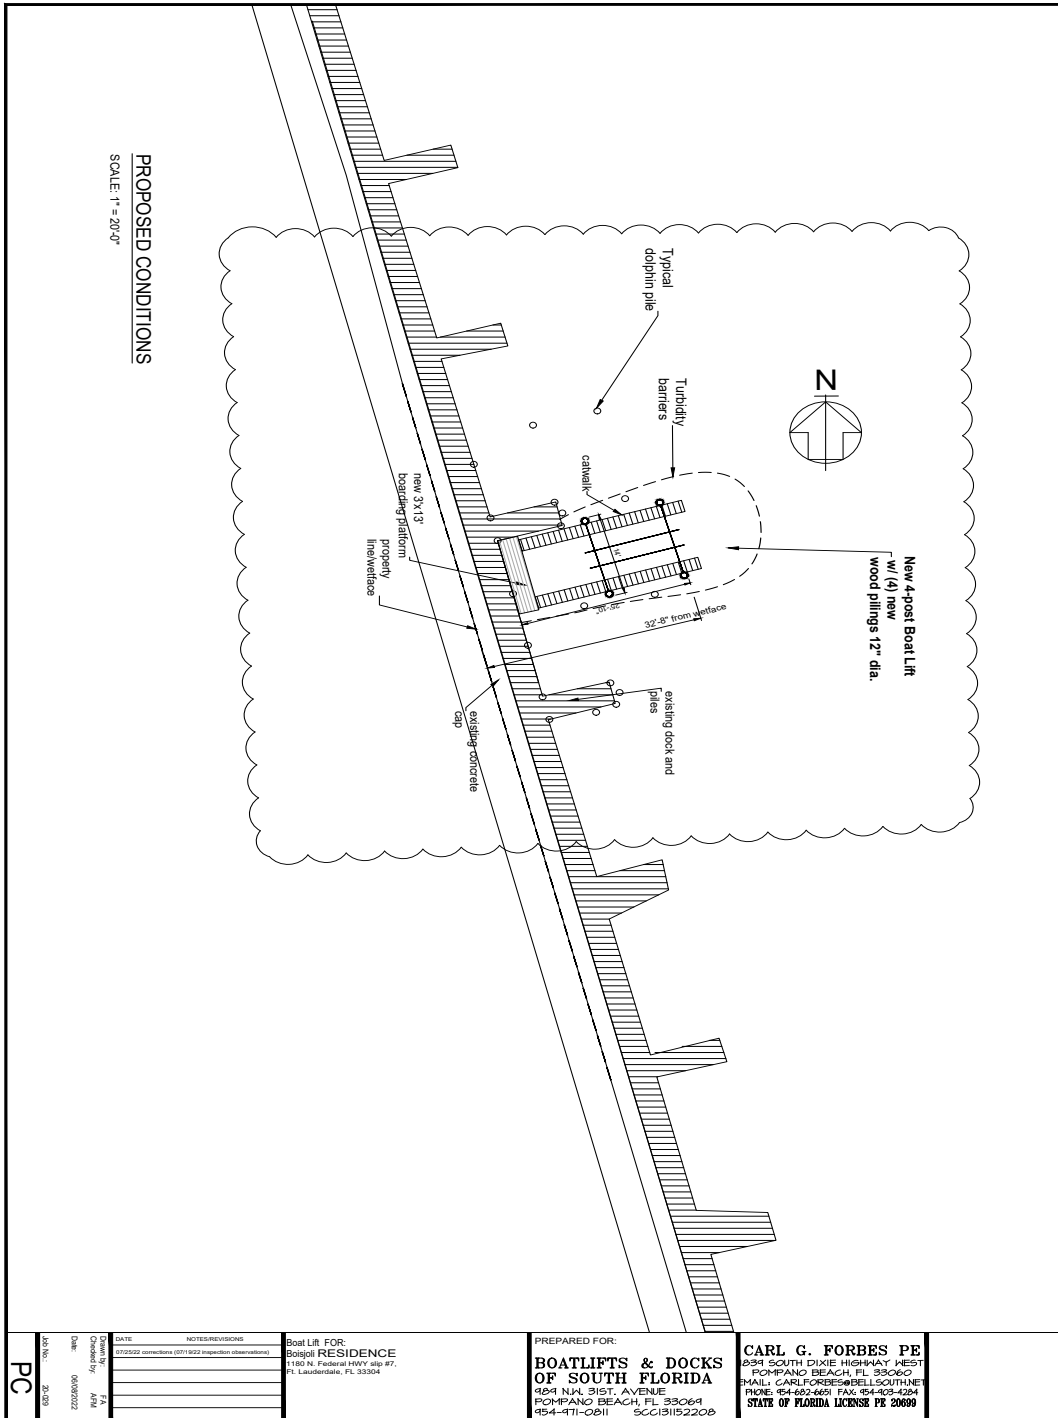 PROPOSED CONDITIONS
SCALE: 1" = 20'-0"
Typical
dolphin pile
Turbidity
barriers
catwalk
N
New 4-post Boat Lift
w/ (4) new
wood pilings 12" dia.
new 3'x13'
boarding platform
property
line/wetface
14'
25'-10"
32'-8" from wetface
existing dock and
piles
existing concrete
cap
PC
Job No.: 20-029
Date: 06/08/2022
Drawn by: F.A
Checked by: AFM
DATE NOTES/REVISIONS
07/25/22 corrections (07/19/22 inspection observations)
Boat Lift FOR:
Boisjoli RESIDENCE
1180 N. Federal HWY slip #7,
Ft. Lauderdale, FL 33304
PREPARED FOR:
BOATLIFTS & DOCKS
OF SOUTH FLORIDA
989 N.W. 31ST. AVENUE
POMPANO BEACH, FL 33069
954-971-0811 SCC131152208
CARL G. FORBES PE
1839 SOUTH DIXIE HIGHWAY WEST
POMPANO BEACH, FL 33060
EMAIL: CARLFORBES@BELLSOUTH.NET
PHONE: 954-682-6651 FAX: 954-903-4284
STATE OF FLORIDA LICENSE PE 20699